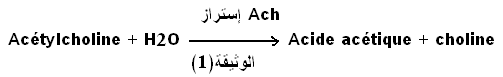 إستراز Ach
Acétylcholine + H2O → Acide acétique + choline
الوثيقة(1)